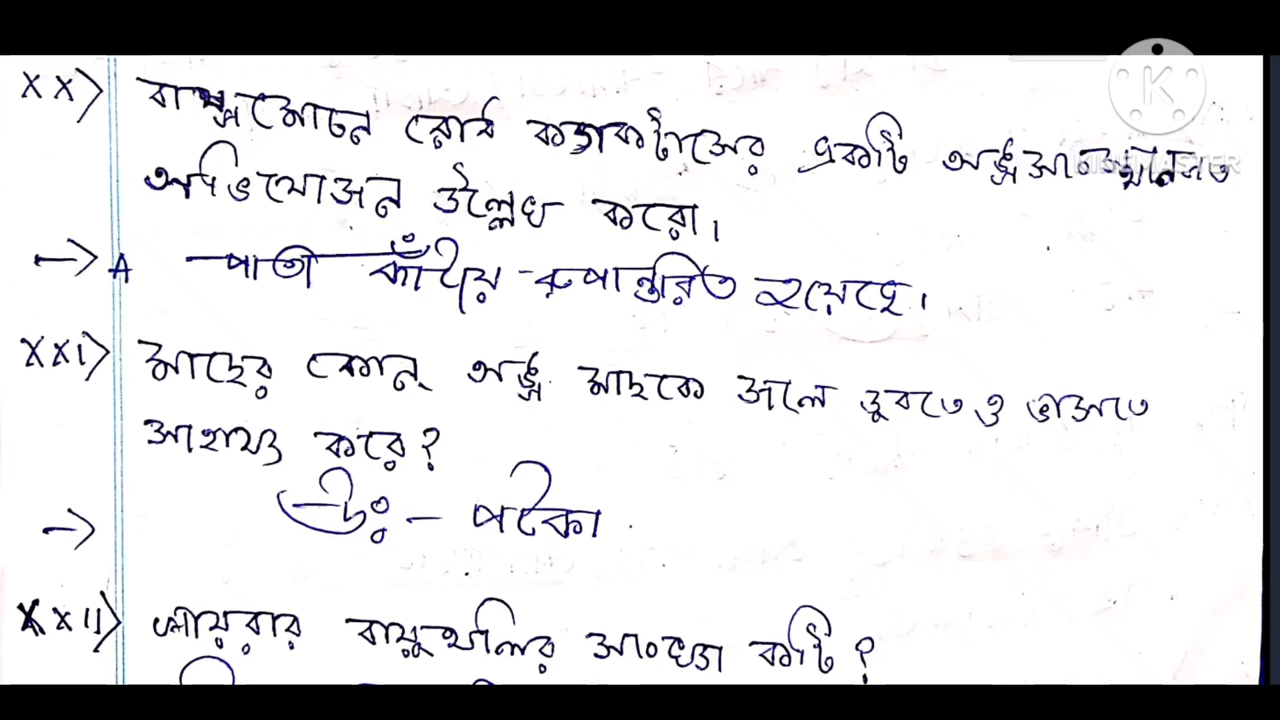 xx) বাষ্পমোচন রোধে ক্যাকটাসের একটি অঙ্গসংস্থানগত
অভিযোজন উল্লেখ করো।
→ A পাতা কাঁটায় রূপান্তরিত হয়েছে।
xxi) মাছের কোন্ অঙ্গ মাছকে জলে ডুবতে ও ভাসতে
সাহায্য করে?
→ উঃ- পটকা
xxii) পায়রার বায়ুথলির সংখ্যা কটি?
K
KINEMASTER